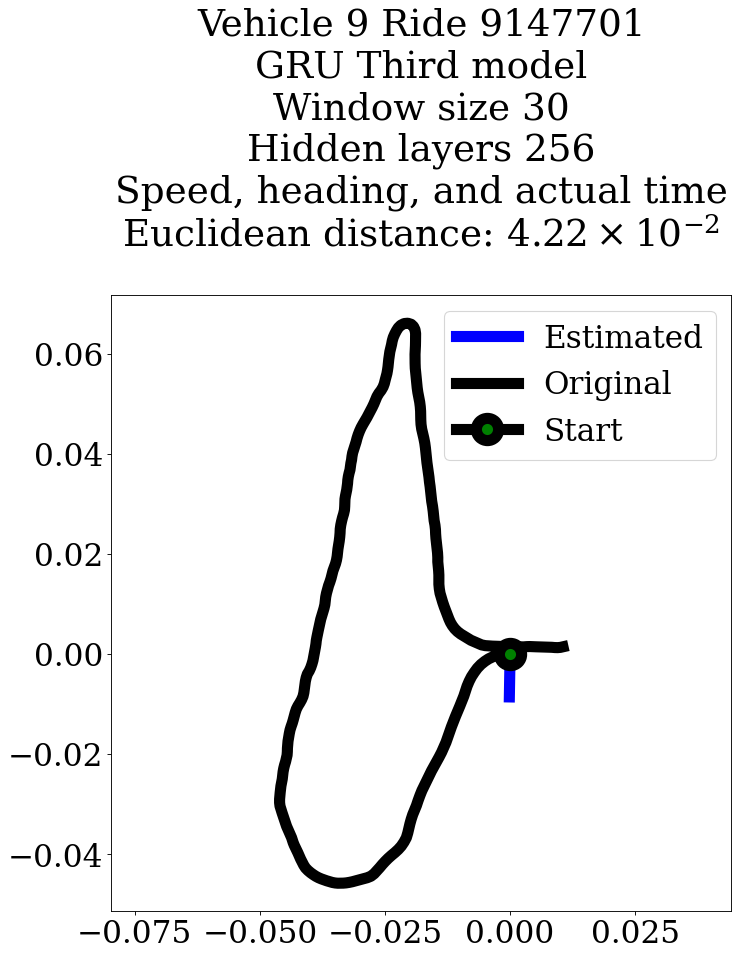 Vehicle 9 Ride 9147701
GRU Third model
Window size 30
Hidden layers 256
Speed, heading, and actual time
Euclidean distance: 4.22 × 10⁻²
Estimated
Original
Start
0.06
0.04
0.02
0.00
−0.02
−0.04
−0.075 −0.050 −0.025 0.000 0.025